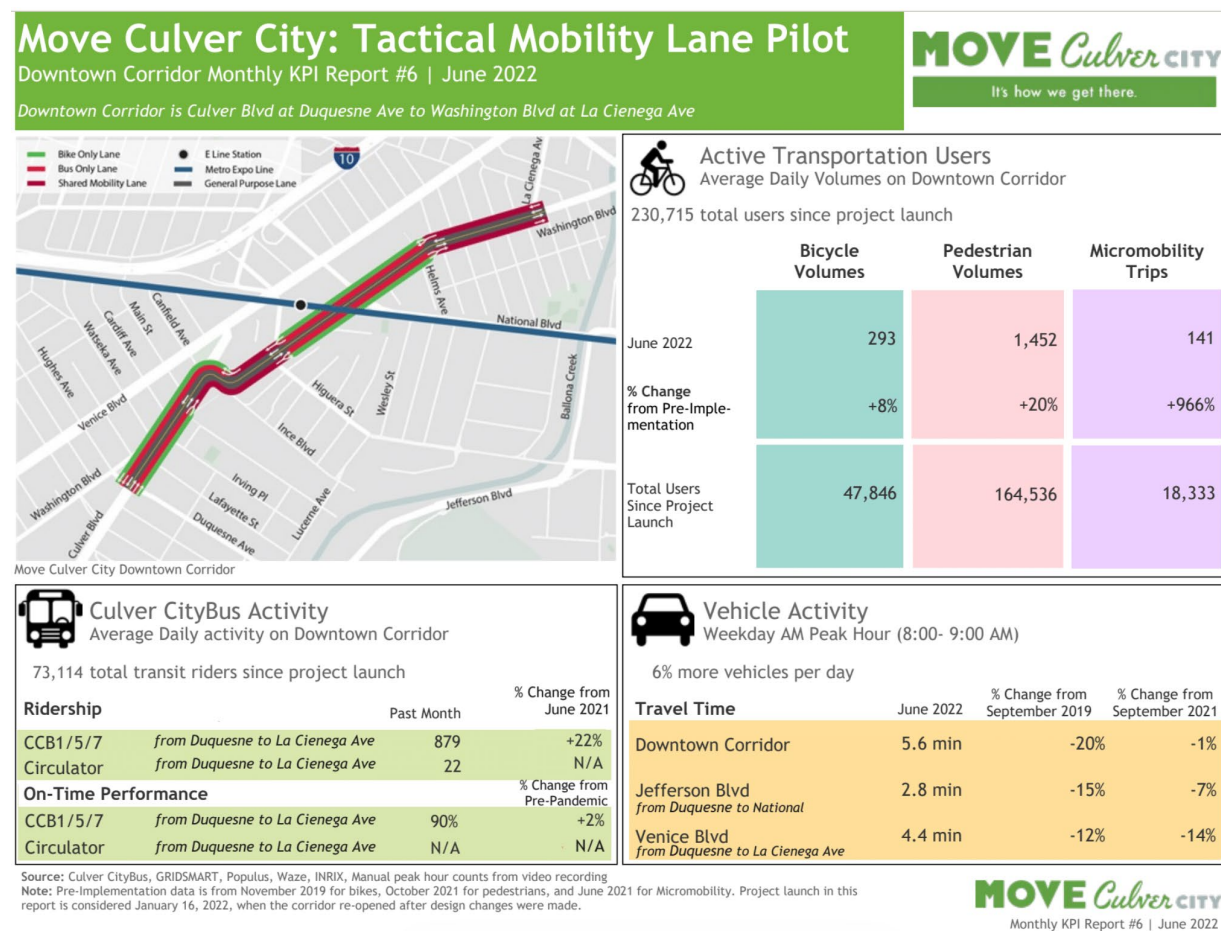 Move Culver City: Tactical Mobility Lane Pilot
Downtown Corridor Monthly KPI Report #6 | June 2022
Downtown Corridor is Culver Blvd at Duquesne Ave to Washington Blvd at La Cienega Ave
MOVE Culver CITY
It's how we get there.
Bike Only Lane
Bus Only Lane
Shared Mobility Lane
E Line Station
Metro Expo Line
General Purpose Lane
10
La Cienega Av
Washington Blvd
Helms Ave
National Blvd
Canfield Ave
Main St
Cardiff Ave
Watseka Ave
Hughes Ave
Venice Blvd
Higuera St
Wesley St
Ballona Creek
Ince Blvd
Irving Pl
Lafayette St
Duquesne Ave
Lucerne Ave
Jefferson Blvd
Washington Blvd
Culver Blvd
Move Culver City Downtown Corridor
Active Transportation Users
Average Daily Volumes on Downtown Corridor
230,715 total users since project launch
Bicycle Volumes Pedestrian Volumes Micromobility Trips
June 2022 293 1,452 141
% Change
from Pre-Imple-
mentation +8% +20% +966%
Total Users
Since Project
Launch 47,846 164,536 18,333
Culver CityBus Activity
Average Daily activity on Downtown Corridor
73,114 total transit riders since project launch
Ridership Past Month % Change from June 2021
CCB1/5/7 from Duquesne to La Cienega Ave 879 +22%
Circulator from Duquesne to La Cienega Ave 22 N/A
On-Time Performance % Change from Pre-Pandemic
CCB1/5/7 from Duquesne to La Cienega Ave 90% +2%
Circulator from Duquesne to La Cienega Ave N/A N/A
Vehicle Activity
Weekday AM Peak Hour (8:00- 9:00 AM)
6% more vehicles per day
Travel Time June 2022 % Change from September 2019 % Change from September 2021
Downtown Corridor 5.6 min -20% -1%
Jefferson Blvd 2.8 min -15% -7%
from Duquesne to National
Venice Blvd 4.4 min -12% -14%
from Duquesne to La Cienega Ave
Source: Culver CityBus, GRIDSMART, Populus, Waze, INRIX, Manual peak hour counts from video recording
Note: Pre-Implementation data is from November 2019 for bikes, October 2021 for pedestrians, and June 2021 for Micromobility. Project launch in this
report is considered January 16, 2022, when the corridor re-opened after design changes were made.
MOVE Culver CITY
Monthly KPI Report #6 | June 2022